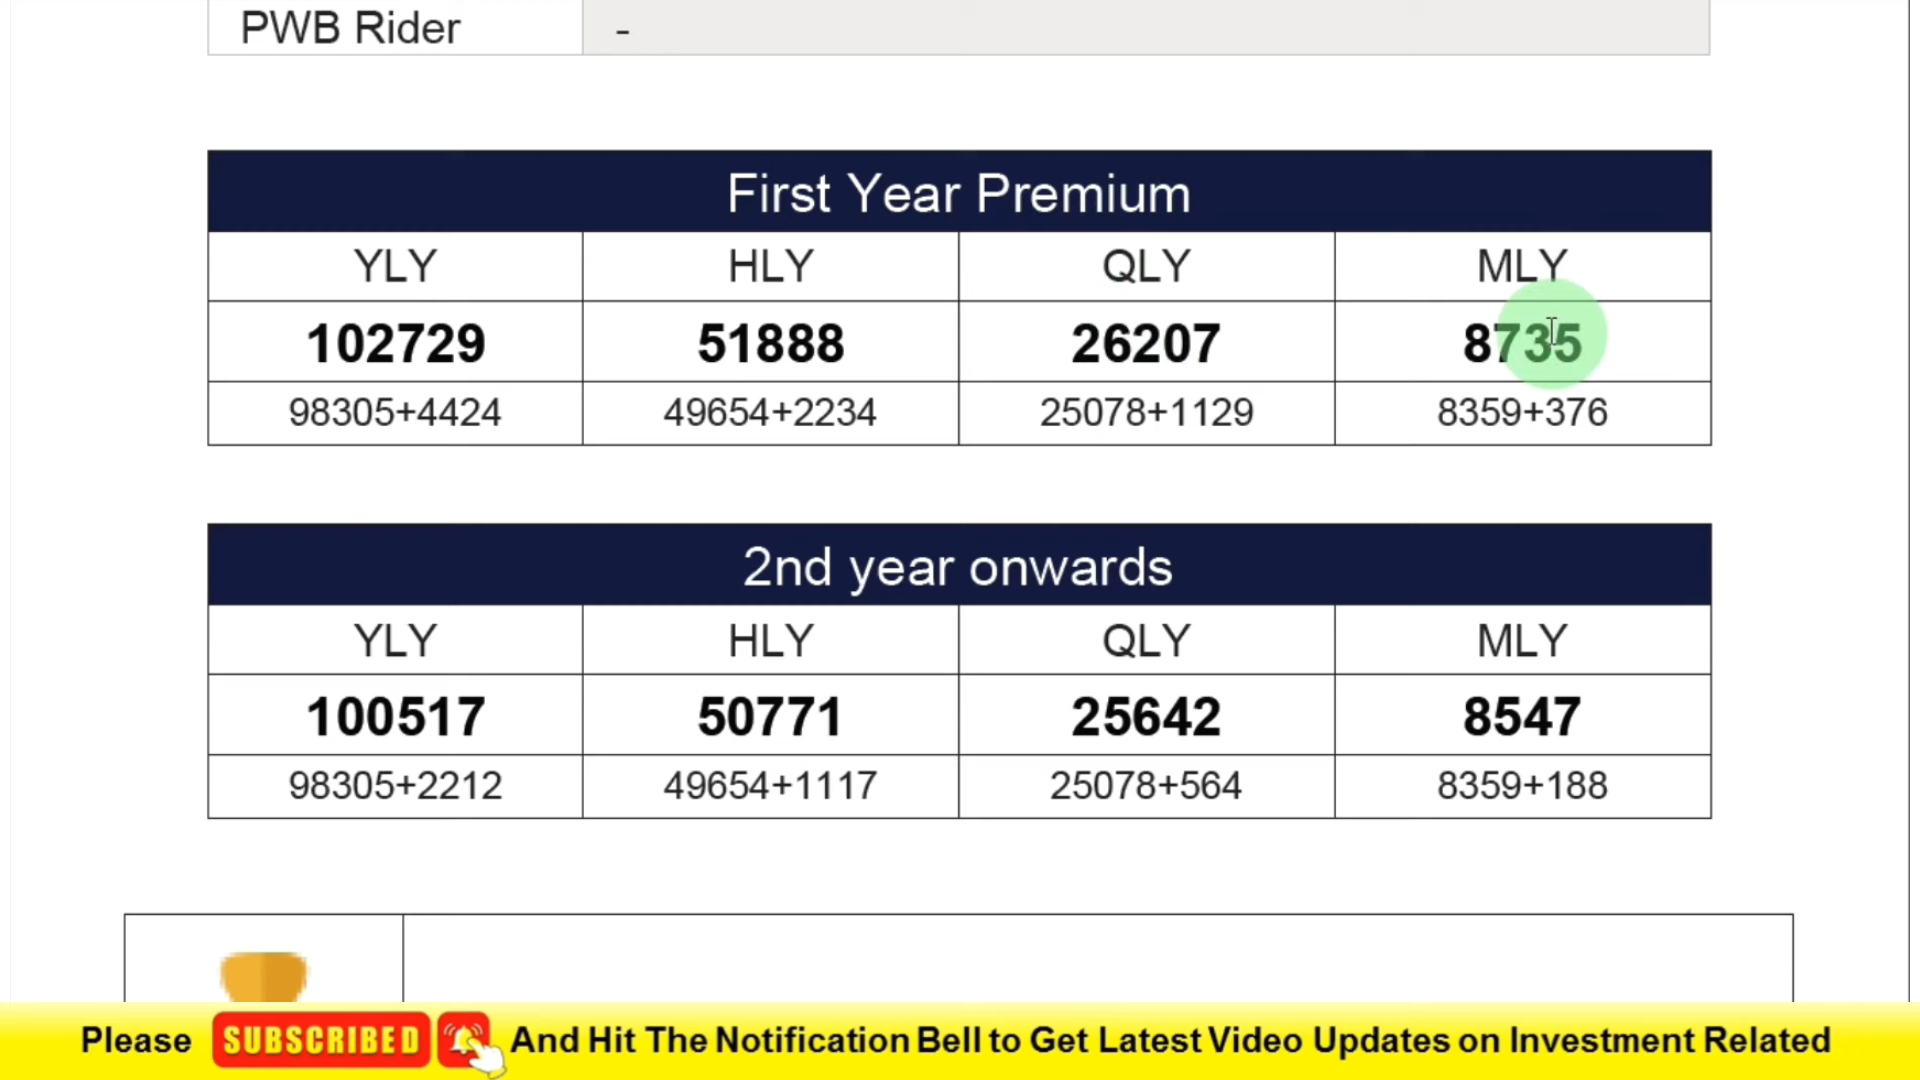 PWB Rider -
First Year Premium
YLY HLY QLY MLY
102729 51888 26207 8735
98305+4424 49654+2234 25078+1129 8359+376
2nd year onwards
YLY HLY QLY MLY
100517 50771 25642 8547
98305+2212 49654+1117 25078+564 8359+188
Please SUBSCRIBED And Hit The Notification Bell to Get Latest Video Updates on Investment Related